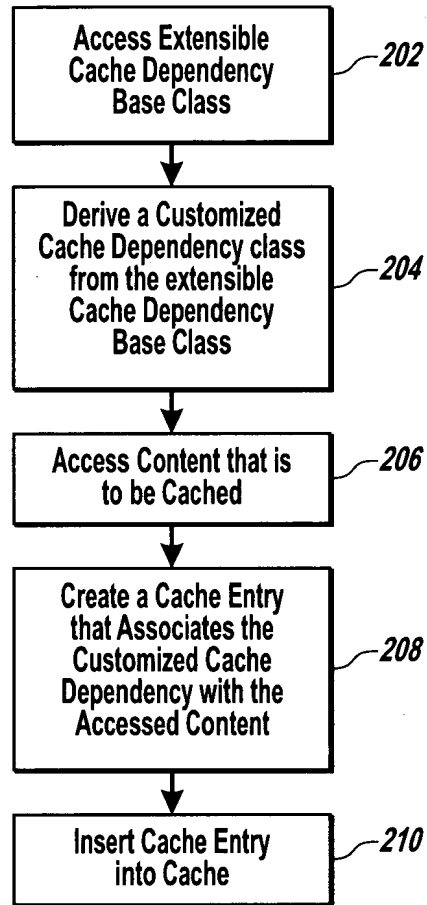 Access Extensible
Cache Dependency
Base Class
202
Derive a Customized
Cache Dependency class
from the extensible
Cache Dependency
Base Class
204
Access Content that is
to be Cached
206
Create a Cache Entry
that Associates the
Customized Cache
Dependency with the
Accessed Content
208
Insert Cache Entry
into Cache
210